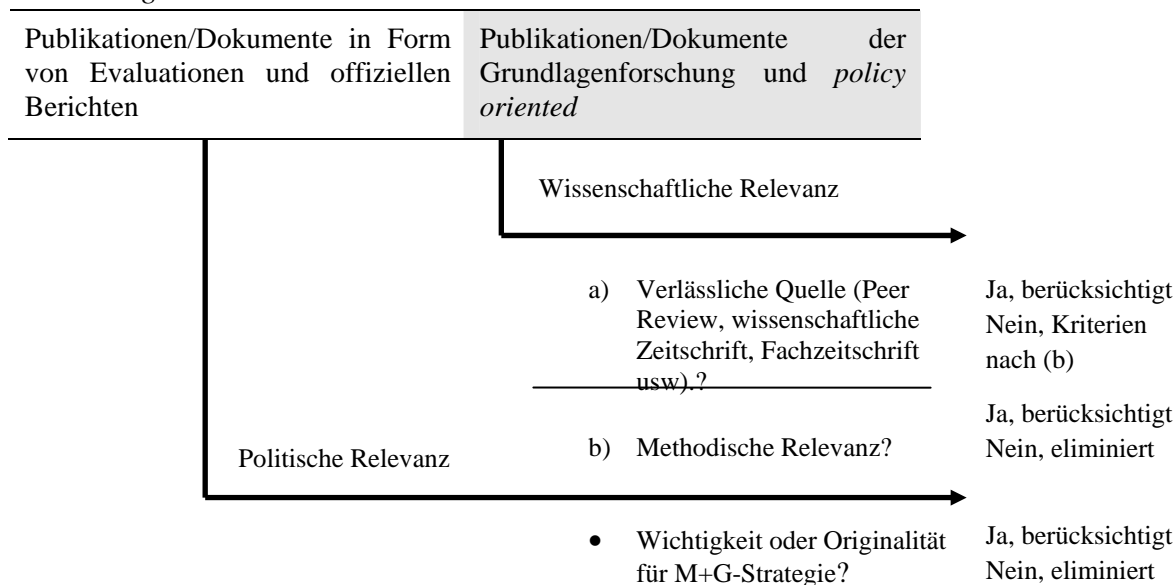 Publikationen/Dokumente in Form
von Evaluationen und offiziellen
Berichten
Publikationen/Dokumente der
Grundlagenforschung und policy
oriented
Wissenschaftliche Relevanz
a) Verlässliche Quelle (Peer
Review, wissenschaftliche
Zeitschrift, Fachzeitschrift
usw).?
Ja, berücksichtigt
Nein, Kriterien
nach (b)
b) Methodische Relevanz?
Ja, berücksichtigt
Nein, eliminiert
Politische Relevanz
• Wichtigkeit oder Originalität
für M+G-Strategie?
Ja, berücksichtigt
Nein, eliminiert